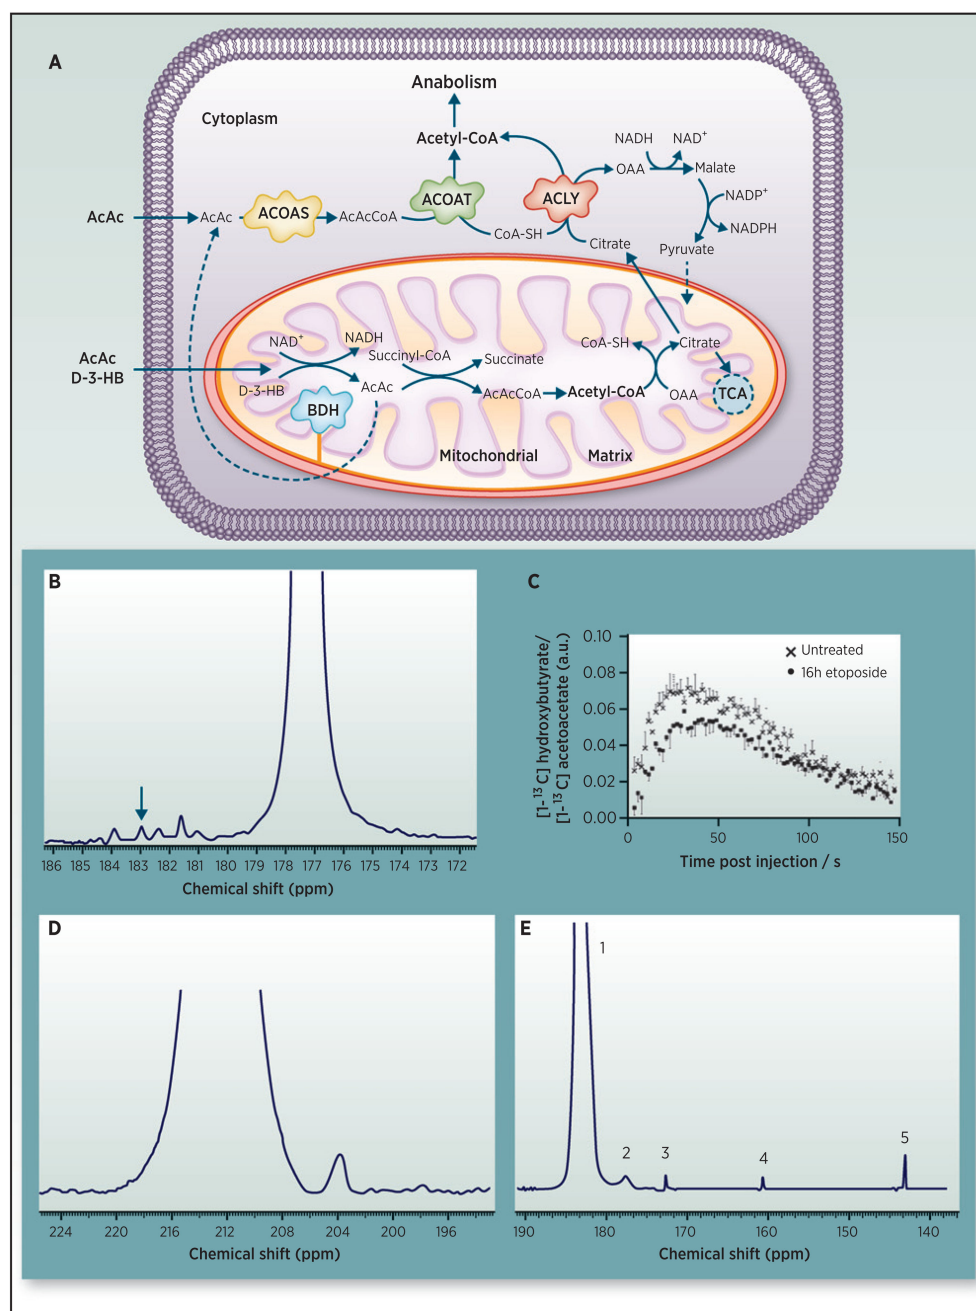 A
Anabolism
Cytoplasm
Acetyl-CoA
NADH
NAD+
OAA
Malate
ACOAS
ACOAT
ACLY
NADP+
AcAc
AcAc
AcAcCoA
CoA-SH
NADPH
Citrate
Pyruvate
NAD+
NADH
Succinyl-CoA
Succinate
CoA-SH
Citrate
AcAc
D-3-HB
D-3-HB
AcAc
AcAcCoA
Acetyl-CoA
OAA
TCA
BDH
Mitochondrial
Matrix
B
186 185 184 183 182 181 180 179 178 177 176 175 174 173 172
Chemical shift (ppm)
C
[1-13C] hydroxybutyrate/
[1-13C] acetoacetate (a.u.)
0.10
0.08
0.06
0.04
0.02
0.00
Untreated
16h etoposide
0 50 100 150
Time post injection / s
D
224 220 216 212 208 204 200 196
Chemical shift (ppm)
E
1
2
3
4
5
190 180 170 160 150 140
Chemical shift (ppm)